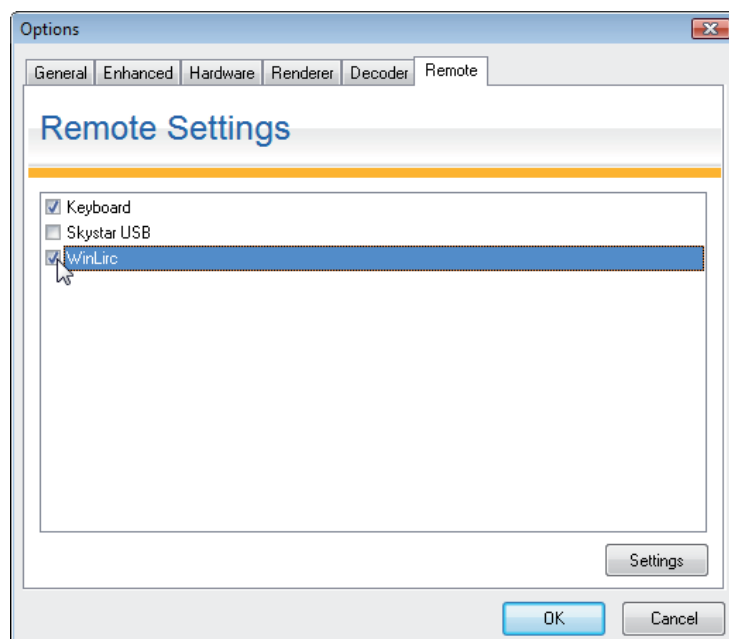 Options
General Enhanced Hardware Renderer Decoder Remote
Remote Settings
Keyboard
Skystar USB
WinLirc
Settings
OK Cancel